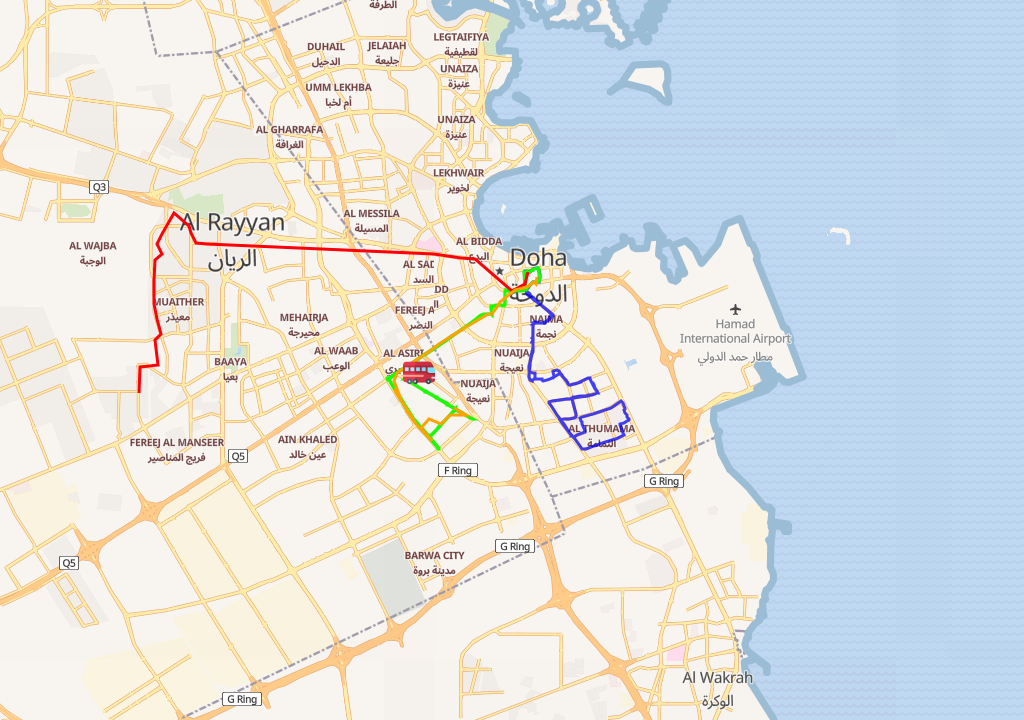 الطرفة
LEGTAIFIYA
لقطيفية
DUHAIL
الدحيل
JELAIAH
جليعة
UNAIZA
عنيزة
UMM LEKHBA
أم لخبا
UNAIZA
عنيزة
AL GHARRAFA
الغرافة
LEKHWAIR
لخوير
Q3
AL MESSILA
المسيلة
Al Rayyan
الريان
AL WAJBA
الوجبة
AL BIDDA
البدع
Doha
الدوحة
السد
DD
MUAITHER
معيذر
FEREEJ A
النصر
MEHAIRJA
محيرجة
NAJMA
نجمة
Hamad
International Airport
مطار حمد الدولي
AL WAAB
الوعب
AL ASIRI
NUAIJA
نعيجة
BAAYA
بعيا
NUAIJA
نعيجة
AL THUMAMA
الثمامة
FEREEJ AL MANSEER
فريج المناصير
AIN KHALED
عين خالد
Q5
F Ring
G Ring
G Ring
BARWA CITY
مدينة بروة
Q5
Al Wakrah
الوكرة
G Ring